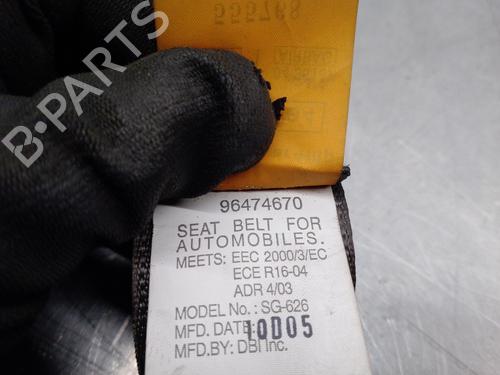 96474670
SEAT BELT FOR
AUTOMOBILES.
MEETS: EEC 2000/3/EC
ECE R16-04
ADR 4/03
MODEL No.: SG-626
MFD. DATE: 10D05
MFD.BY: DBI Inc.